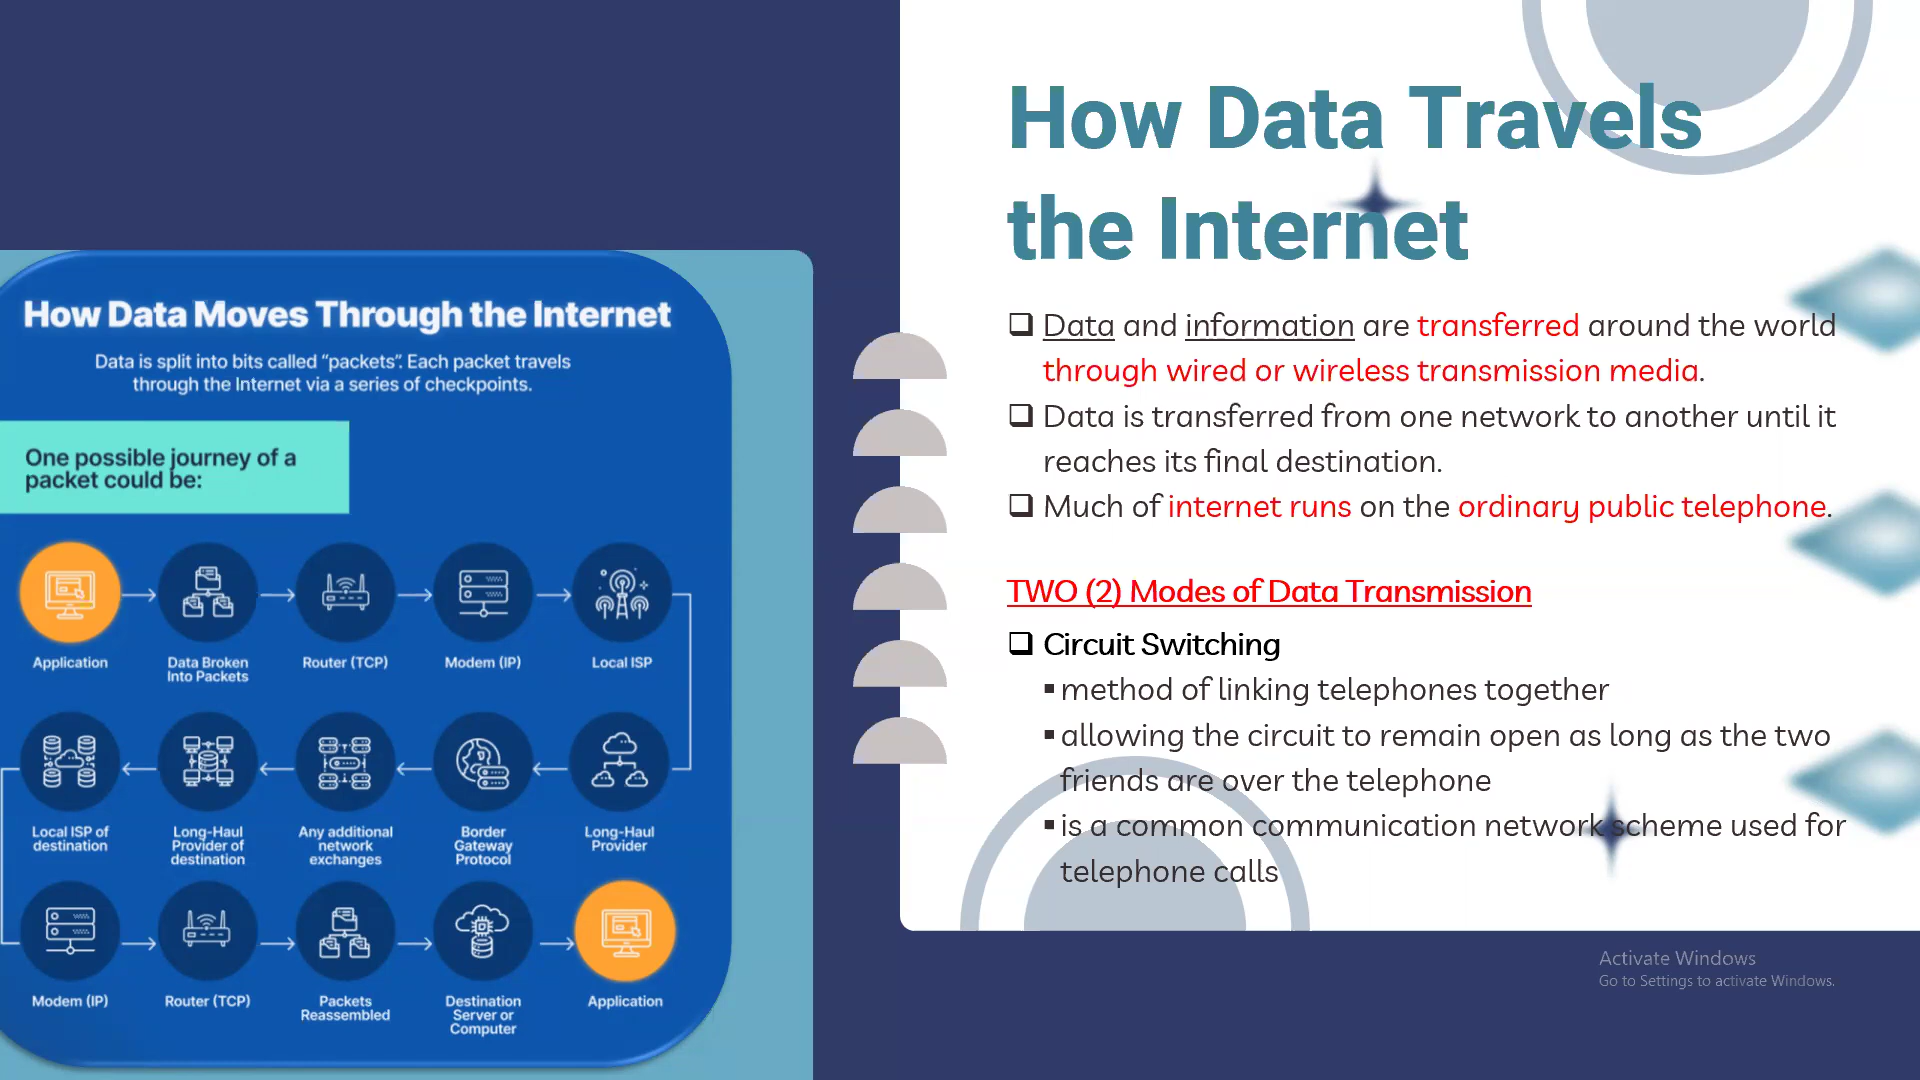 How Data Moves Through the Internet
Data is split into bits called “packets”. Each packet travels
through the Internet via a series of checkpoints.
One possible journey of a
packet could be:
Application
Data Broken
Into Packets
Router (TCP)
Modem (IP)
Local ISP
Local ISP of
destination
Long-Haul
Provider of
destination
Any additional
network
exchanges
Border
Gateway
Protocol
Long-Haul
Provider
Modem (IP)
Router (TCP)
Packets
Reassembled
Destination
Server or
Computer
Application
How Data Travels
the Internet
Data and information are transferred around the world
through wired or wireless transmission media.
Data is transferred from one network to another until it
reaches its final destination.
Much of internet runs on the ordinary public telephone.
TWO (2) Modes of Data Transmission
Circuit Switching
method of linking telephones together
allowing the circuit to remain open as long as the two
friends are over the telephone
is a common communication network scheme used for
telephone calls
Activate Windows
Go to Settings to activate Windows.